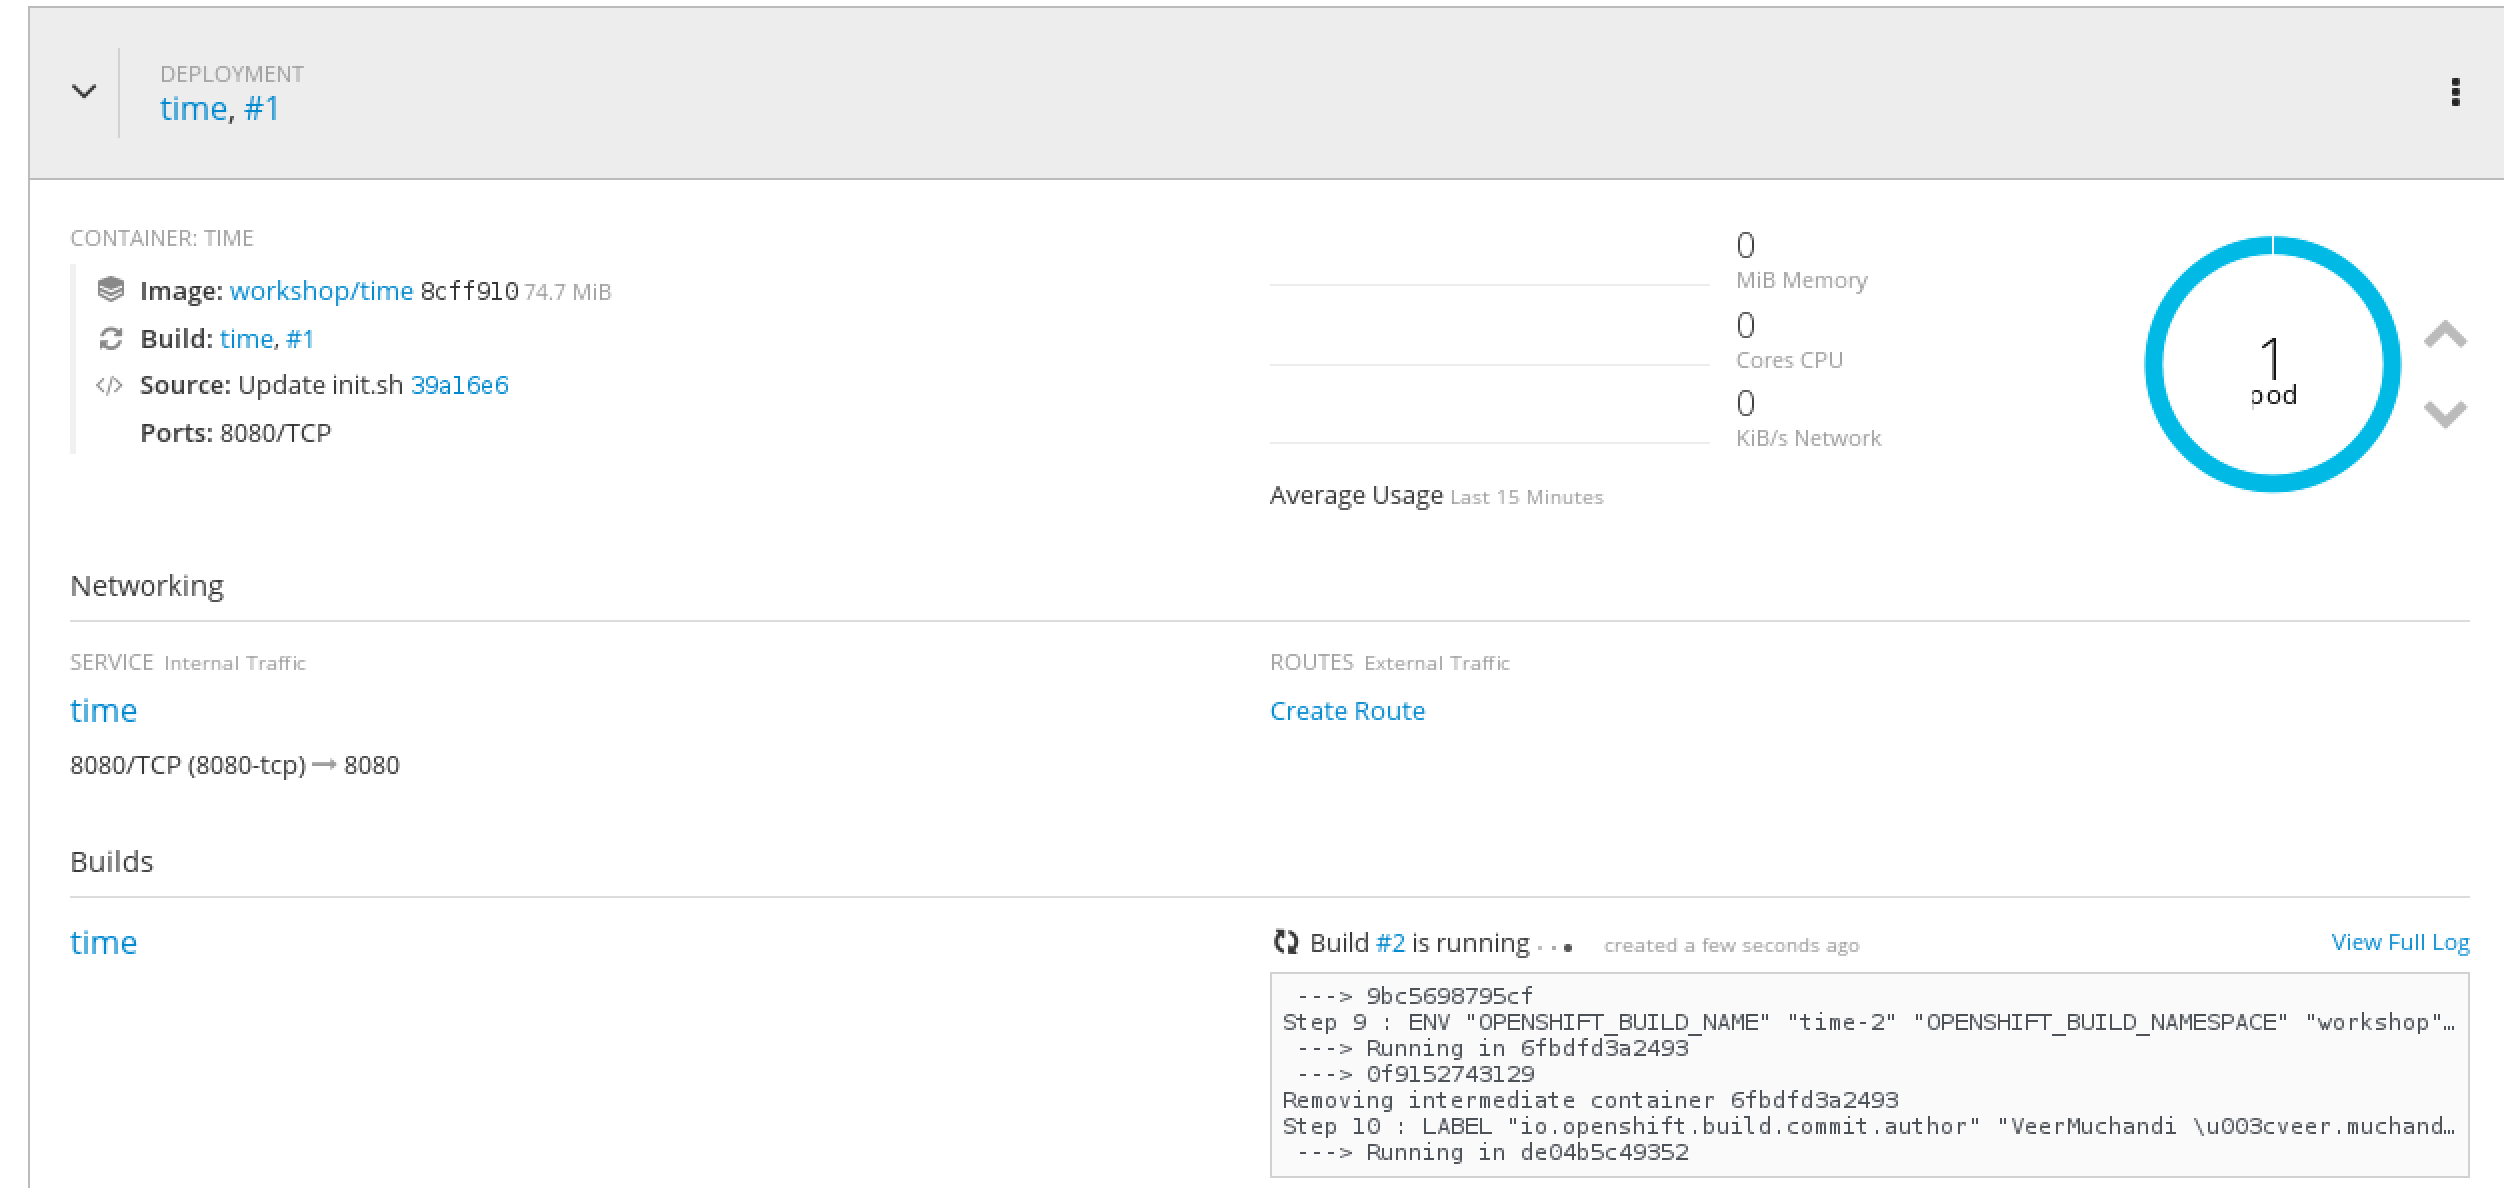 DEPLOYMENT
time, #1
CONTAINER: TIME
Image: workshop/time 8cff910 74.7 MiB
Build: time, #1
Source: Update init.sh 39a16e6
Ports: 8080/TCP
0
MiB Memory
0
Cores CPU
0
KiB/s Network
Average Usage Last 15 Minutes
1
pod
Networking
SERVICE Internal Traffic
time
8080/TCP (8080-tcp) → 8080
ROUTES External Traffic
Create Route
Builds
time
Build #2 is running ... created a few seconds ago
View Full Log
---> 9bc5698795cf
Step 9 : ENV "OPENSHIFT_BUILD_NAME" "time-2" "OPENSHIFT_BUILD_NAMESPACE" "workshop"…
---> Running in 6fbdfd3a2493
---> 0f9152743129
Removing intermediate container 6fbdfd3a2493
Step 10 : LABEL "io.openshift.build.commit.author" "VeerMuchandi \u003cveer.muchand…
---> Running in de04b5c49352